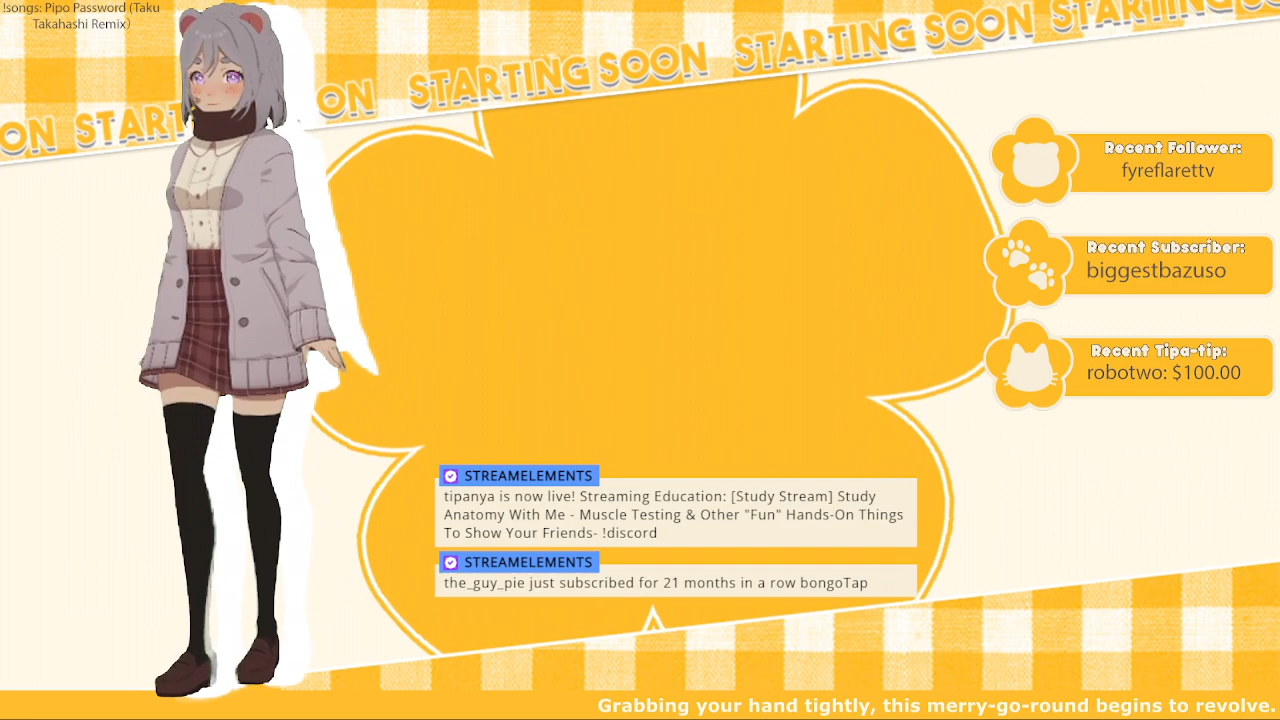 !songs: Pipo Password (Taku
Takahashi Remix)
ON START ON STARTING SOON STARTING SOON STARTING SO
Recent Follower:
fyreflarettv
Recent Subscriber:
biggestbazuso
Recent Tipa-tip:
robotwo: $100.00
STREAMELEMENTS
tipanya is now live! Streaming Education: [Study Stream] Study
Anatomy With Me - Muscle Testing & Other "Fun" Hands-On Things
To Show Your Friends- !discord
STREAMELEMENTS
the_guy_pie just subscribed for 21 months in a row bongoTap
Grabbing your hand tightly, this merry-go-round begins to revolve.